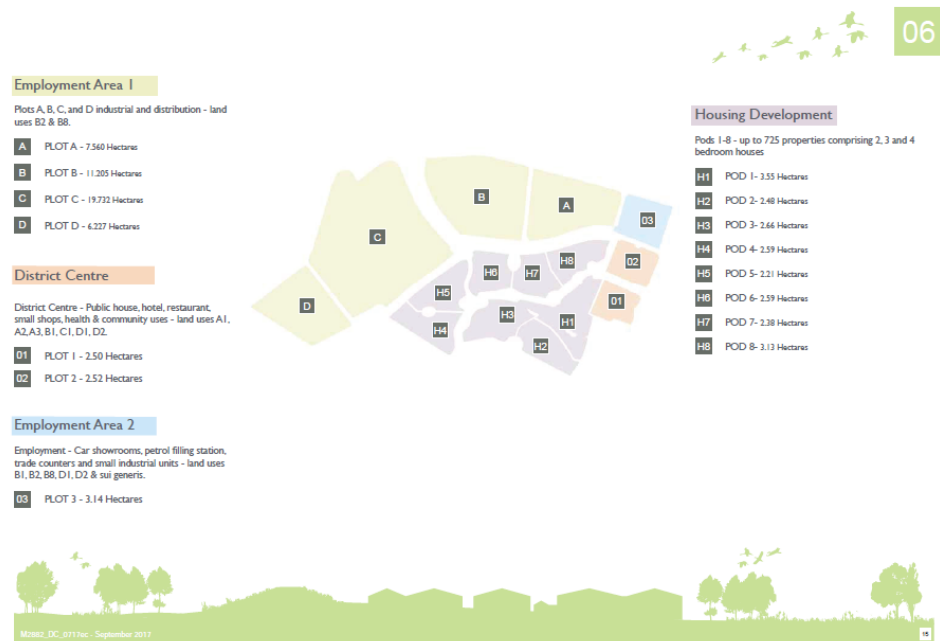 06
Employment Area 1
Plots A, B, C, and D industrial and distribution - land
uses B2 & B8.
A PLOT A - 7.560 Hectares
B PLOT B - 11.205 Hectares
C PLOT C - 19.732 Hectares
D PLOT D - 6.227 Hectares
District Centre
District Centre - Public house, hotel, restaurant,
small shops, health & community uses - land uses A1,
A2, A3, B1, C1, D1, D2.
01 PLOT 1 - 2.50 Hectares
02 PLOT 2 - 2.52 Hectares
Employment Area 2
Employment - Car showrooms, petrol filling station,
trade counters and small industrial units - land uses
B1, B2, B8, D1, D2 & sui generis.
03 PLOT 3 - 3.14 Hectares
B
A
03
C
02
H8
H6
H7
H5
01
D
H3
H1
H4
H2
Housing Development
Pods 1-8 - up to 725 properties comprising 2, 3 and 4
bedroom houses
H1 POD 1- 3.55 Hectares
H2 POD 2- 2.48 Hectares
H3 POD 3- 2.66 Hectares
H4 POD 4- 2.59 Hectares
H5 POD 5- 2.21 Hectares
H6 POD 6- 2.59 Hectares
H7 POD 7- 2.38 Hectares
H8 POD 8- 3.13 Hectares
M2882_DC_0717oc - September 2017
15